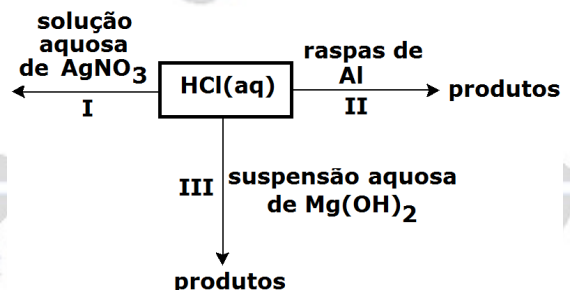 solução
aquosa
de AgNO3
I
HCl(aq)
raspas de
Al
II
produtos
III
suspensão aquosa
de Mg(OH)2
produtos